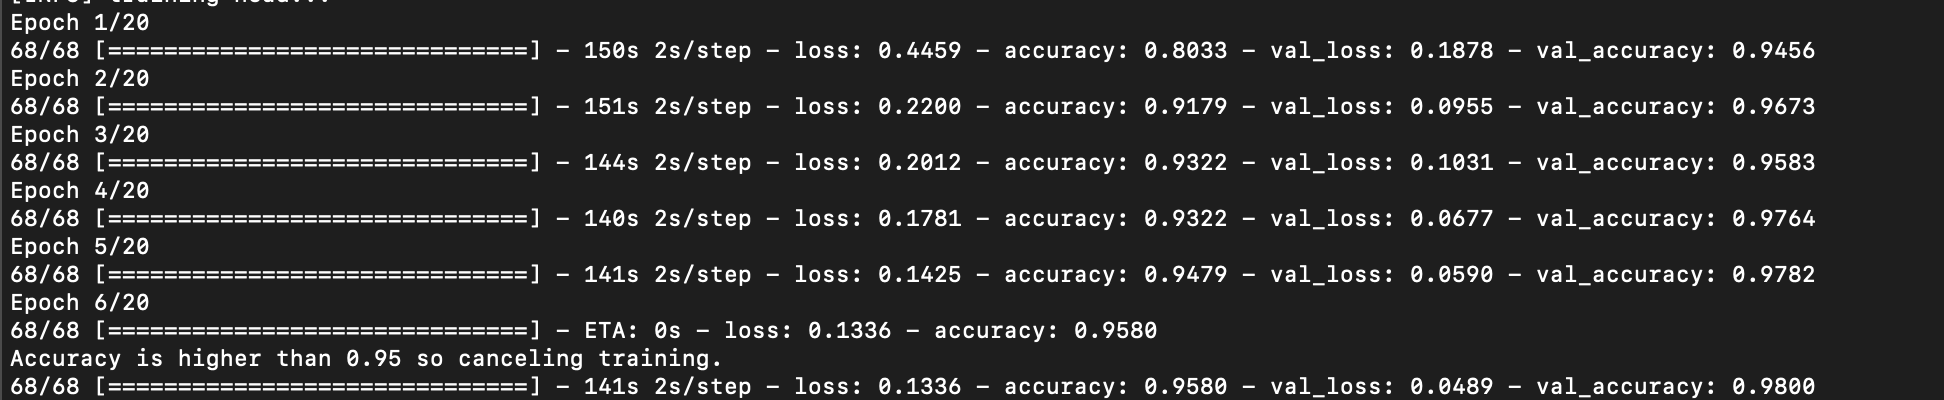 [INFO] training head...
Epoch 1/20
68/68 [==============================] - 150s 2s/step - loss: 0.4459 - accuracy: 0.8033 - val_loss: 0.1878 - val_accuracy: 0.9456
Epoch 2/20
68/68 [==============================] - 151s 2s/step - loss: 0.2200 - accuracy: 0.9179 - val_loss: 0.0955 - val_accuracy: 0.9673
Epoch 3/20
68/68 [==============================] - 144s 2s/step - loss: 0.2012 - accuracy: 0.9322 - val_loss: 0.1031 - val_accuracy: 0.9583
Epoch 4/20
68/68 [==============================] - 140s 2s/step - loss: 0.1781 - accuracy: 0.9322 - val_loss: 0.0677 - val_accuracy: 0.9764
Epoch 5/20
68/68 [==============================] - 141s 2s/step - loss: 0.1425 - accuracy: 0.9479 - val_loss: 0.0590 - val_accuracy: 0.9782
Epoch 6/20
68/68 [==============================] - ETA: 0s - loss: 0.1336 - accuracy: 0.9580
Accuracy is higher than 0.95 so canceling training.
68/68 [==============================] - 141s 2s/step - loss: 0.1336 - accuracy: 0.9580 - val_loss: 0.0489 - val_accuracy: 0.9800